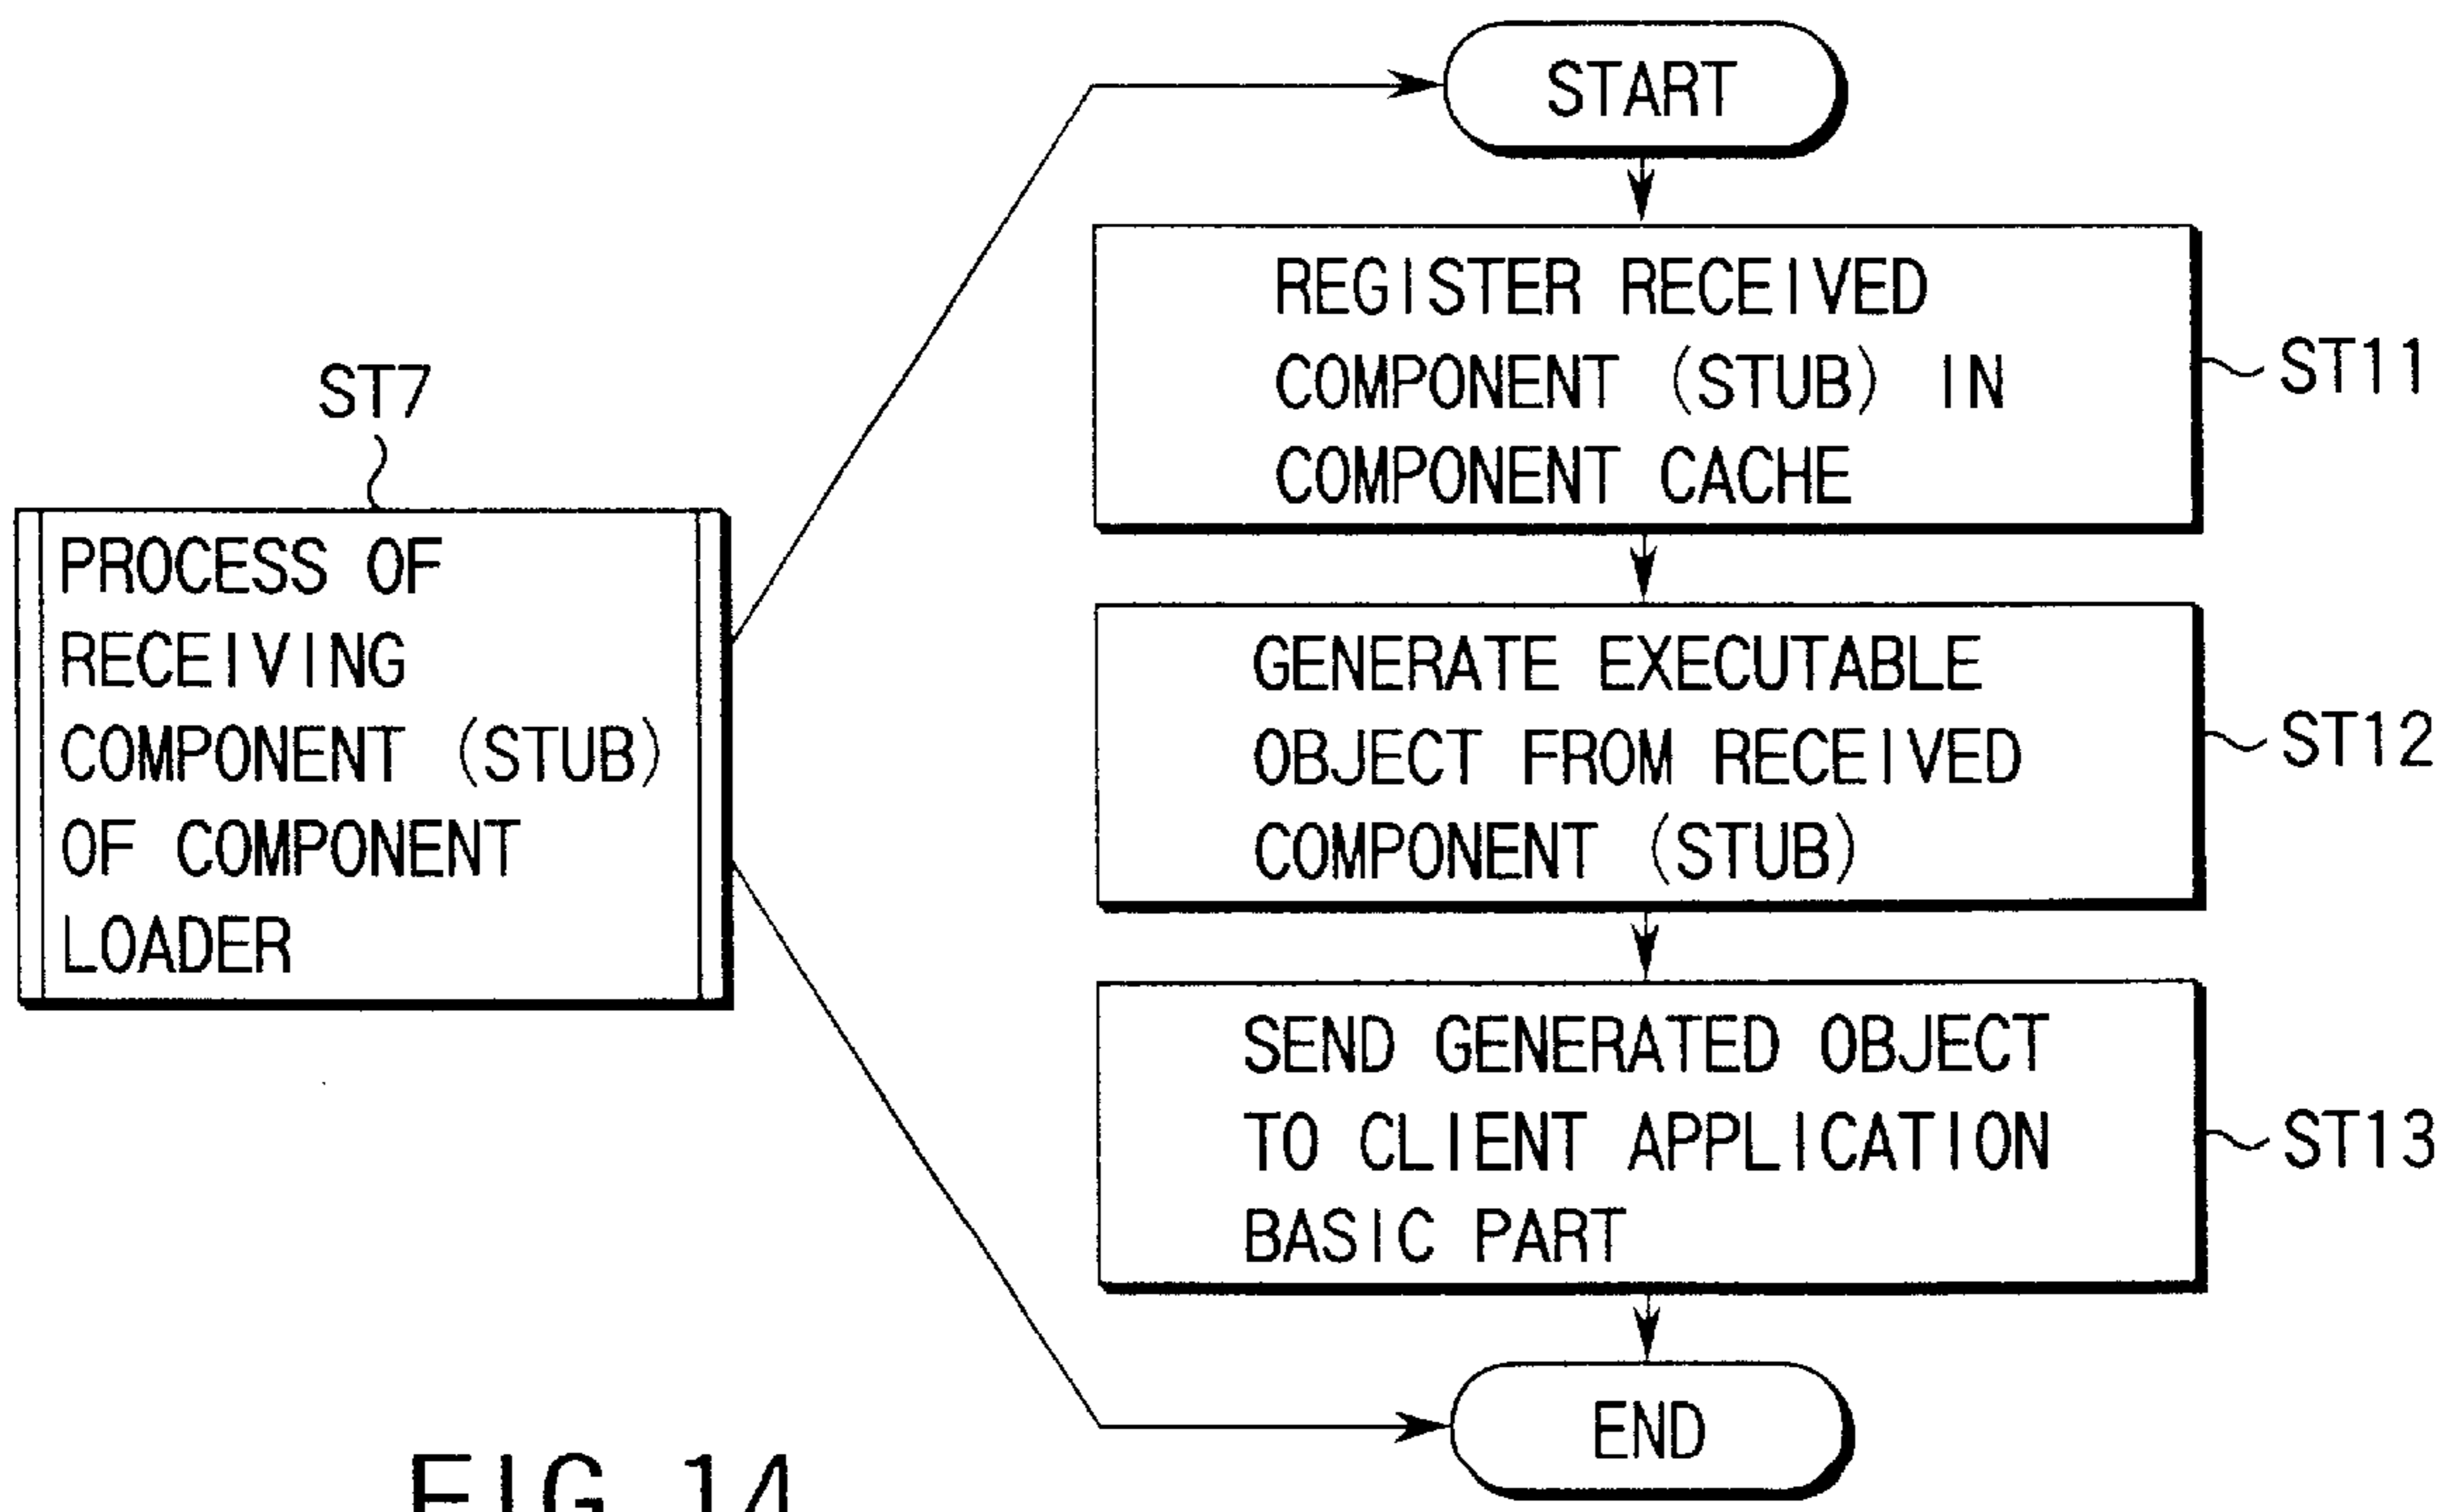 START
REGISTER RECEIVED
COMPONENT (STUB) IN
COMPONENT CACHE
ST11
ST7
PROCESS OF
RECEIVING
COMPONENT (STUB)
OF COMPONENT
LOADER
GENERATE EXECUTABLE
OBJECT FROM RECEIVED
COMPONENT (STUB)
ST12
SEND GENERATED OBJECT
TO CLIENT APPLICATION
BASIC PART
ST13
END
FIG. 14